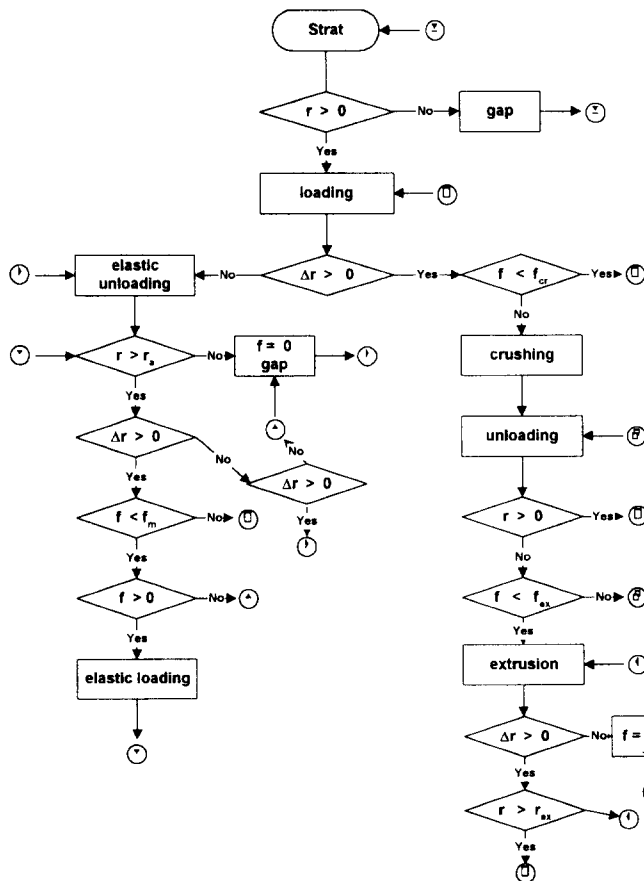 Strat
r > 0
No
gap
Yes
loading
elastic
unloading
No
Δr > 0
Yes
f < f_cr
Yes
No
r > r_a
No
f = 0
gap
crushing
Yes
Δr > 0
No
No
unloading
Yes
Δr > 0
f < f_m
No
Yes
r > 0
Yes
Yes
No
f > 0
No
f < f_ex
No
Yes
Yes
elastic loading
extrusion
Δr > 0
No
f =
Yes
r > r_ex
Yes